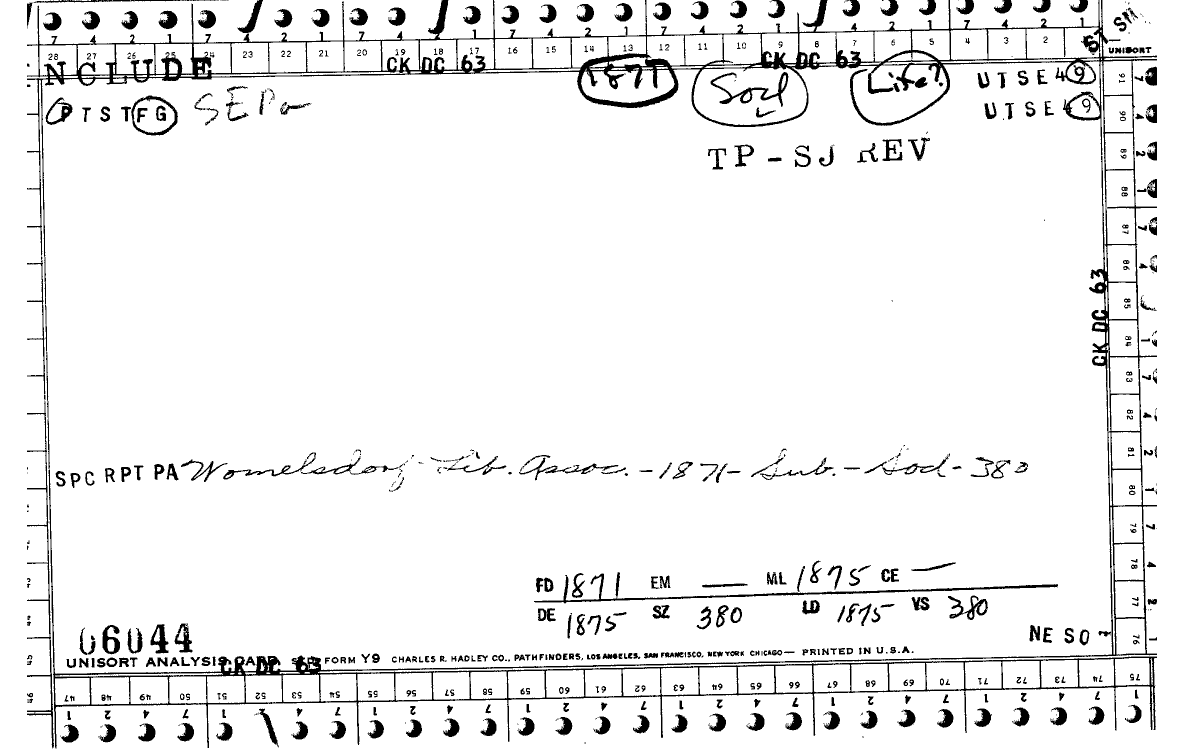 7 4 2 1 7 4 2 1 7 4 2 1 7 4 2 1 7 4 2 1 7 4 2 1 7 4 2 1
28 27 26 25 24 23 22 21 20 19 18 17 16 15 14 13 12 11 10 9 8 7 6 5 4 3 2 UNISORT
NCLUDE CK DC 63 1871 CK DC 63 Life? UTSE49
PTSTFG SEPa UTSE49
TP-SJ REV
CK DC 63
91 90 89 88 87 86 85 84 83 82 81 80 79 78 77 76
SPC RPT PA Womelsdorf Lib. Assoc. - 1871 - Sub. - Sod - 380
FD 1871 EM — ML 1875 CE —
DE 1875 SZ 380 LD 1875 VS 380
06044 NE SO
UNISORT ANALYSIS CARD FORM Y9 CHARLES R. HADLEY CO., PATHFINDERS, LOS ANGELES, SAN FRANCISCO, NEW YORK CHICAGO — PRINTED IN U.S.A.
CK DC 63
47 48 49 50 51 52 53 54 55 56 57 58 59 60 61 62 63 64 65 66 67 68 69 70 71 72 73 74 75
1 2 4 7 1 2 4 7 1 2 4 7 1 2 4 7 1 2 4 7 1 2 4 7 1 2 4 7 1